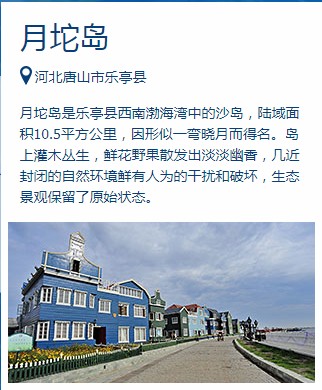 月坨岛
河北唐山市乐亭县
月坨岛是乐亭县西南渤海湾中的沙岛，陆域面
积10.5平方公里，因形似一弯晓月而得名。岛
上灌木丛生，鲜花野果散发出淡淡幽香，几近
封闭的自然环境鲜有人为的干扰和破坏，生态
景观保留了原始状态。